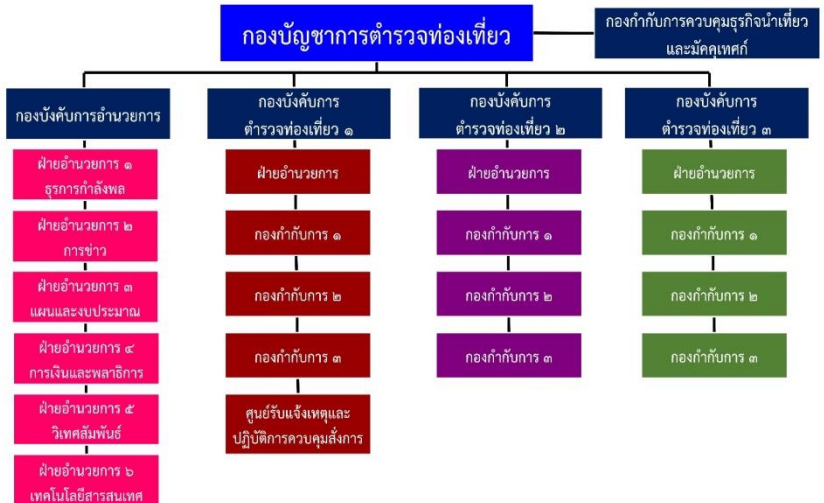 กองบัญชาการตำรวจท่องเที่ยว
กองกำกับการควบคุมธุรกิจนำเที่ยว
และมัคคุเทศก์
กองบังคับการอำนวยการ
ฝ่ายอำนวยการ ๑
ธุรการกำลังพล
ฝ่ายอำนวยการ ๒
การข่าว
ฝ่ายอำนวยการ ๓
แผนและงบประมาณ
ฝ่ายอำนวยการ ๔
การเงินและพลาธิการ
ฝ่ายอำนวยการ ๕
วิเทศสัมพันธ์
ฝ่ายอำนวยการ ๖
เทคโนโลยีสารสนเทศ
กองบังคับการ
ตำรวจท่องเที่ยว ๑
ฝ่ายอำนวยการ
กองกำกับการ ๑
กองกำกับการ ๒
กองกำกับการ ๓
ศูนย์รับแจ้งเหตุและ
ปฏิบัติการควบคุมสั่งการ
กองบังคับการ
ตำรวจท่องเที่ยว ๒
ฝ่ายอำนวยการ
กองกำกับการ ๑
กองกำกับการ ๒
กองกำกับการ ๓
กองบังคับการ
ตำรวจท่องเที่ยว ๓
ฝ่ายอำนวยการ
กองกำกับการ ๑
กองกำกับการ ๒
กองกำกับการ ๓